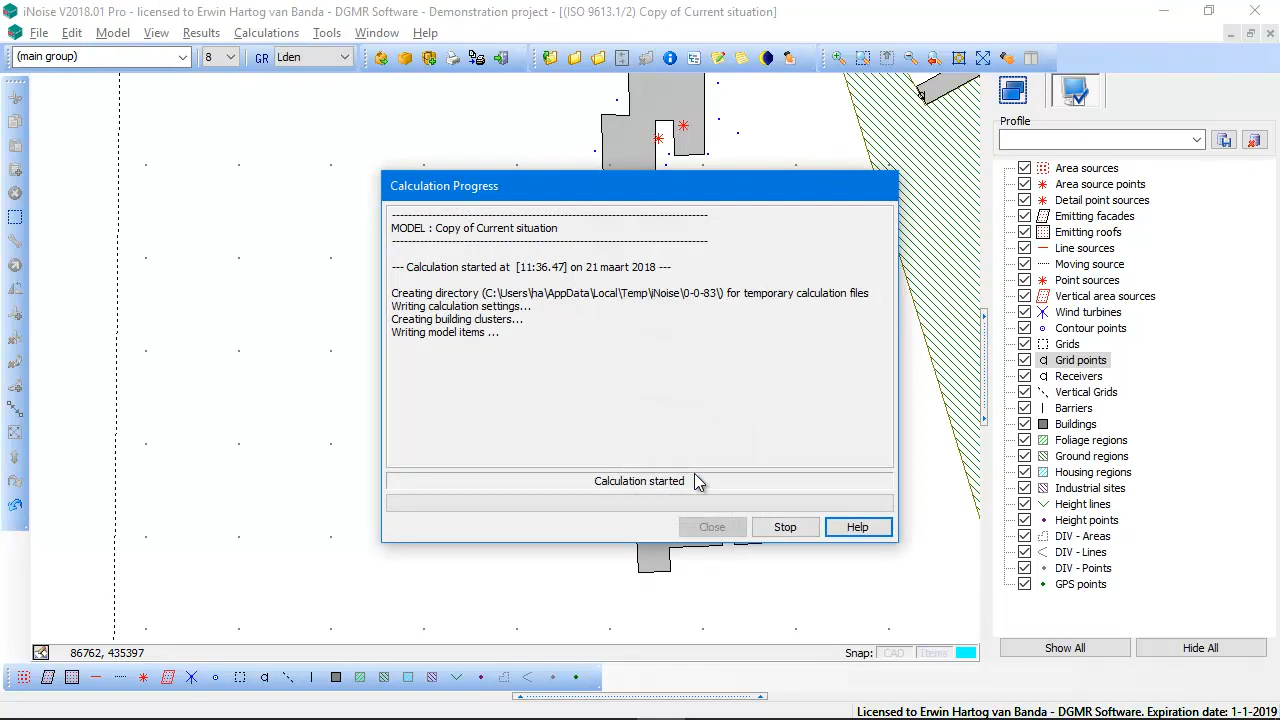 iNoise V2018.01 Pro - licensed to Erwin Hartog van Banda - DGMR Software - Demonstration project - [(ISO 9613.1/2) Copy of Current situation]
File Edit Model View Results Calculations Tools Window Help
(main group) 8 GR Lden
Profile
Area sources
Area source points
Detail point sources
Emitting facades
Emitting roofs
Line sources
Moving source
Point sources
Vertical area sources
Wind turbines
Contour points
Grids
Grid points
Receivers
Vertical Grids
Barriers
Buildings
Foliage regions
Ground regions
Housing regions
Industrial sites
Height lines
Height points
DIV - Areas
DIV - Lines
DIV - Points
GPS points
Show All Hide All
Calculation Progress
MODEL : Copy of Current situation
--- Calculation started at [11:36.47] on 21 maart 2018 ---
Creating directory (C:\Users\ha\AppData\Local\Temp\iNoise\0-0-83\) for temporary calculation files
Writing calculation settings...
Creating building clusters...
Writing model items ...
Calculation started
Close Stop Help
86762, 435397 Snap: CAD Items
Licensed to Erwin Hartog van Banda - DGMR Software. Expiration date: 1-1-2019